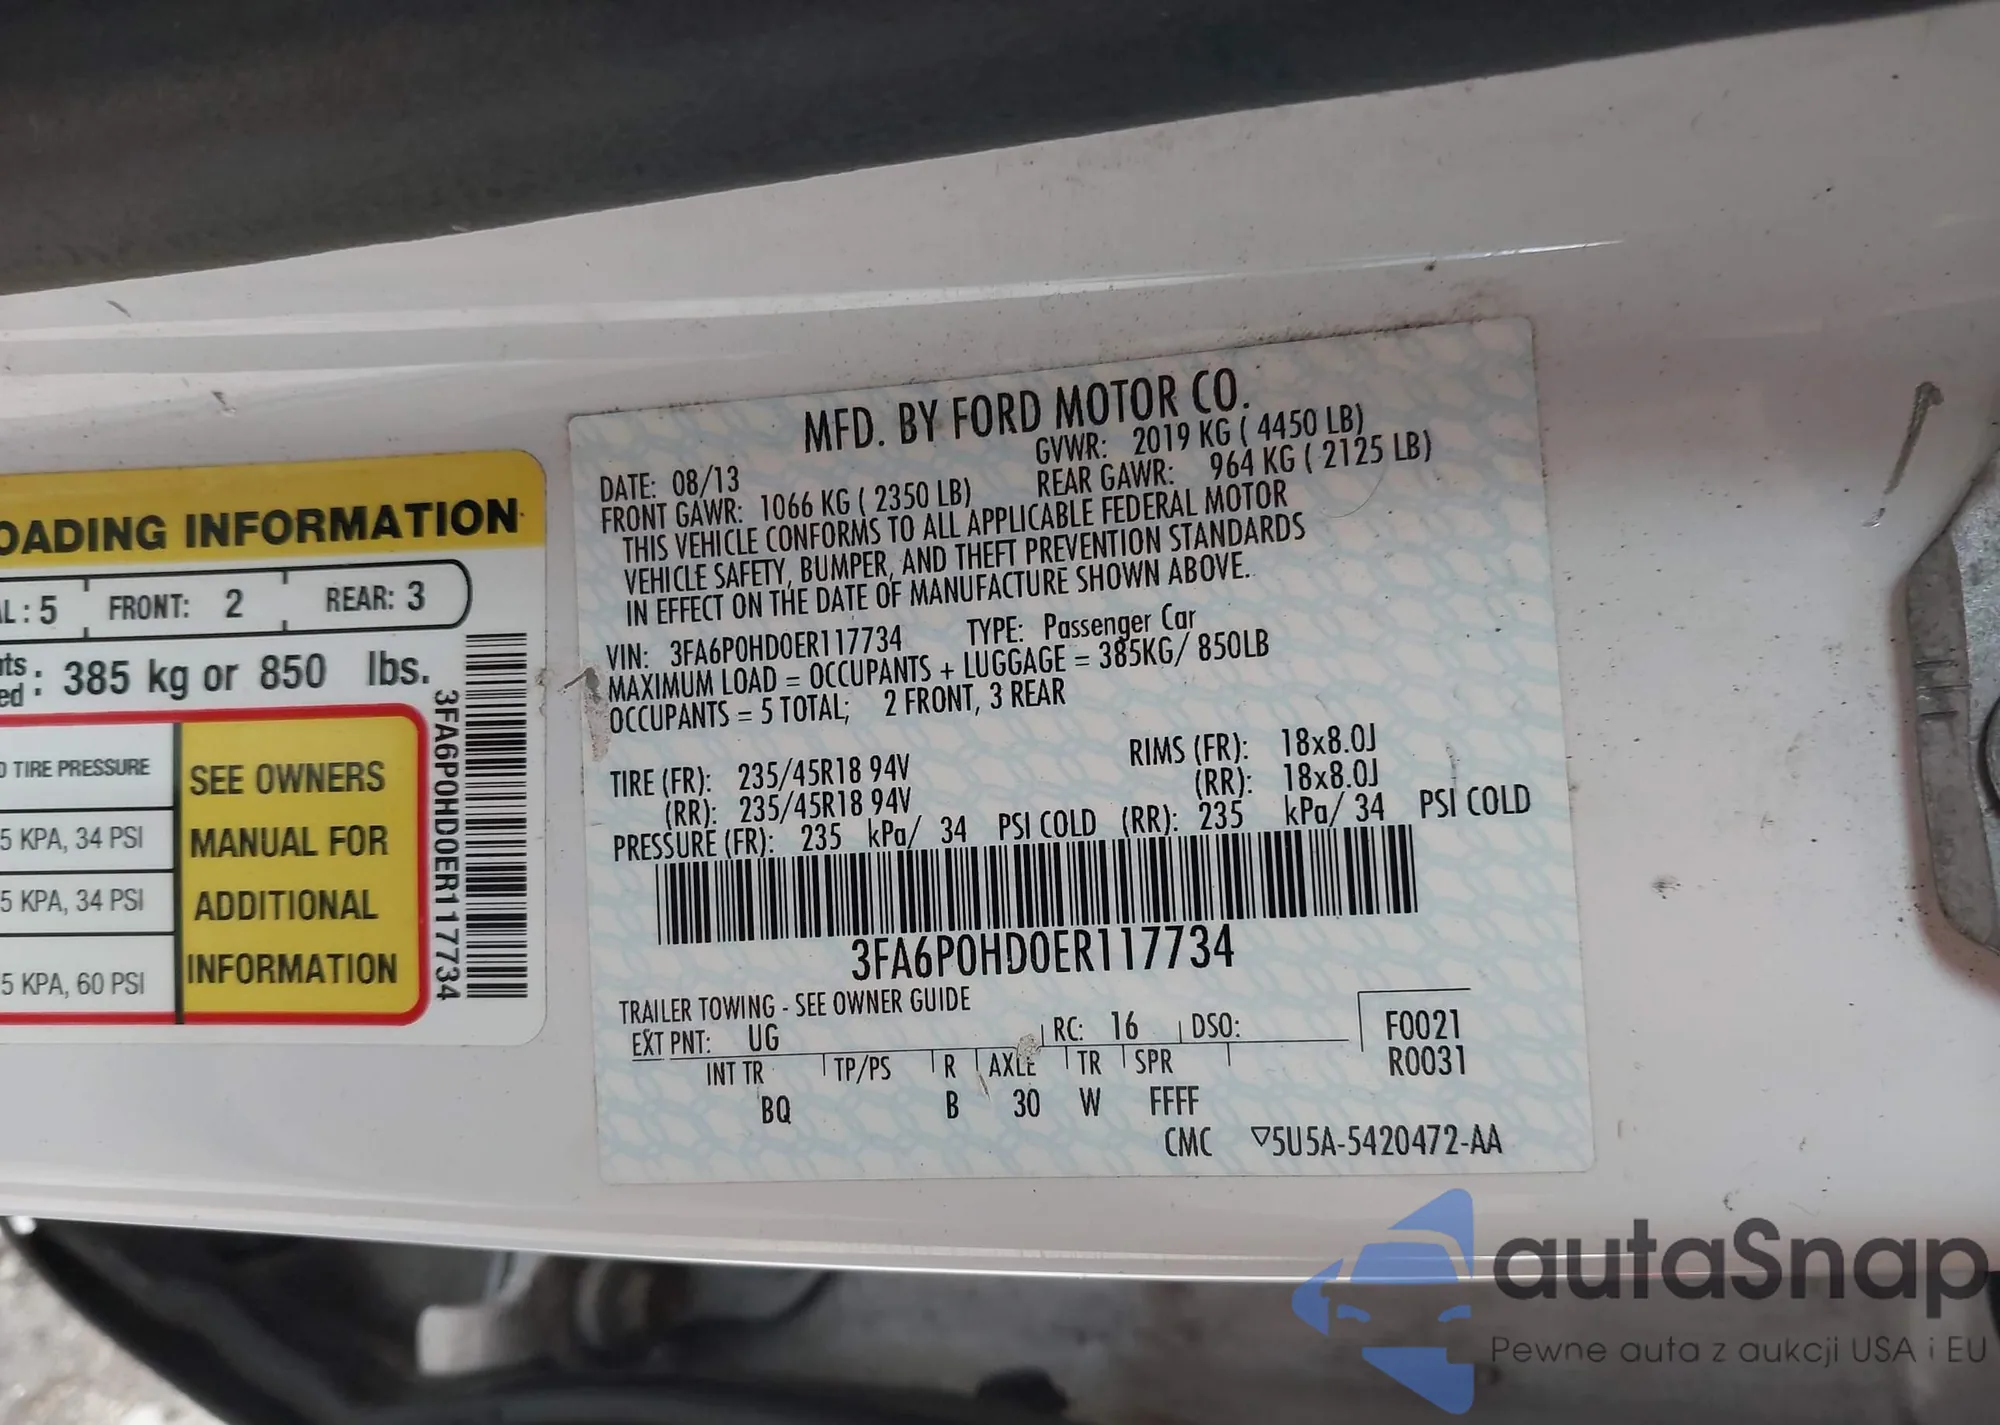 OADING INFORMATION
L : 5 FRONT: 2 REAR: 3
nts
ed : 385 kg or 850 lbs.
TIRE PRESSURE
5 KPA, 34 PSI
5 KPA, 34 PSI
5 KPA, 60 PSI
SEE OWNERS
MANUAL FOR
ADDITIONAL
INFORMATION
3FA6P0HD0ER117734
MFD. BY FORD MOTOR CO.
DATE: 08/13 GVWR: 2019 KG ( 4450 LB)
FRONT GAWR: 1066 KG ( 2350 LB) REAR GAWR: 964 KG ( 2125 LB)
THIS VEHICLE CONFORMS TO ALL APPLICABLE FEDERAL MOTOR
VEHICLE SAFETY, BUMPER, AND THEFT PREVENTION STANDARDS
IN EFFECT ON THE DATE OF MANUFACTURE SHOWN ABOVE.
VIN: 3FA6P0HD0ER117734 TYPE: Passenger Car
MAXIMUM LOAD = OCCUPANTS + LUGGAGE = 385KG/ 850LB
OCCUPANTS = 5 TOTAL; 2 FRONT, 3 REAR
TIRE (FR): 235/45R18 94V RIMS (FR): 18x8.0J
(RR): 235/45R18 94V (RR): 18x8.0J
PRESSURE (FR): 235 kPa/ 34 PSI COLD (RR): 235 kPa/ 34 PSI COLD
3FA6P0HD0ER117734
TRAILER TOWING - SEE OWNER GUIDE
EXT PNT: UG RC: 16 DSO: F0021
R0031
INT TR TP/PS R AXLE TR SPR
BQ B 30 W FFFF
CMC ▽5U5A-5420472-AA
autaSnap
Pewne auta z aukcji USA i EU